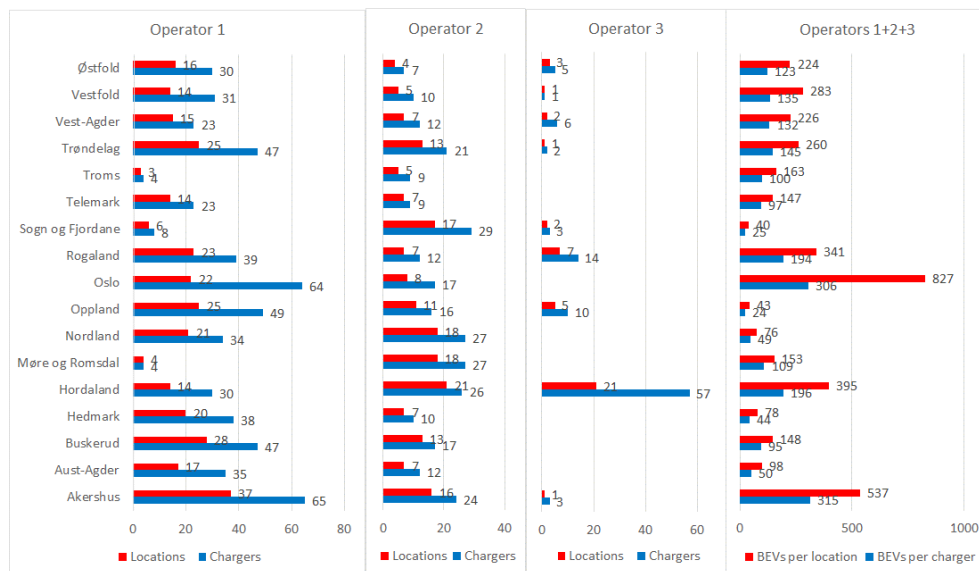 Operator 1 Operator 2 Operator 3 Operators 1+2+3
Østfold 16 30 4 7 3 5 224 123
Vestfold 14 31 5 10 1 1 283 135
Vest-Agder 15 23 7 12 2 6 226 132
Trøndelag 25 47 13 21 1 2 260 145
Troms 3 4 5 9 163 100
Telemark 14 23 7 9 147 97
Sogn og Fjordane 6 8 17 29 2 3 40 25
Rogaland 23 39 7 12 7 14 341 194
Oslo 22 64 8 17 827 306
Oppland 25 49 11 16 5 10 43 24
Nordland 21 34 18 27 76 49
Møre og Romsdal 4 4 18 27 153 109
Hordaland 14 30 21 26 21 57 395 196
Hedmark 20 38 7 10 78 44
Buskerud 28 47 13 17 148 95
Aust-Agder 17 35 7 12 98 50
Akershus 37 65 16 24 1 3 537 315
0 20 40 60 80 0 20 40 0 20 40 60 0 500 1000
Locations Chargers Locations Chargers Locations Chargers BEVs per location BEVs per charger